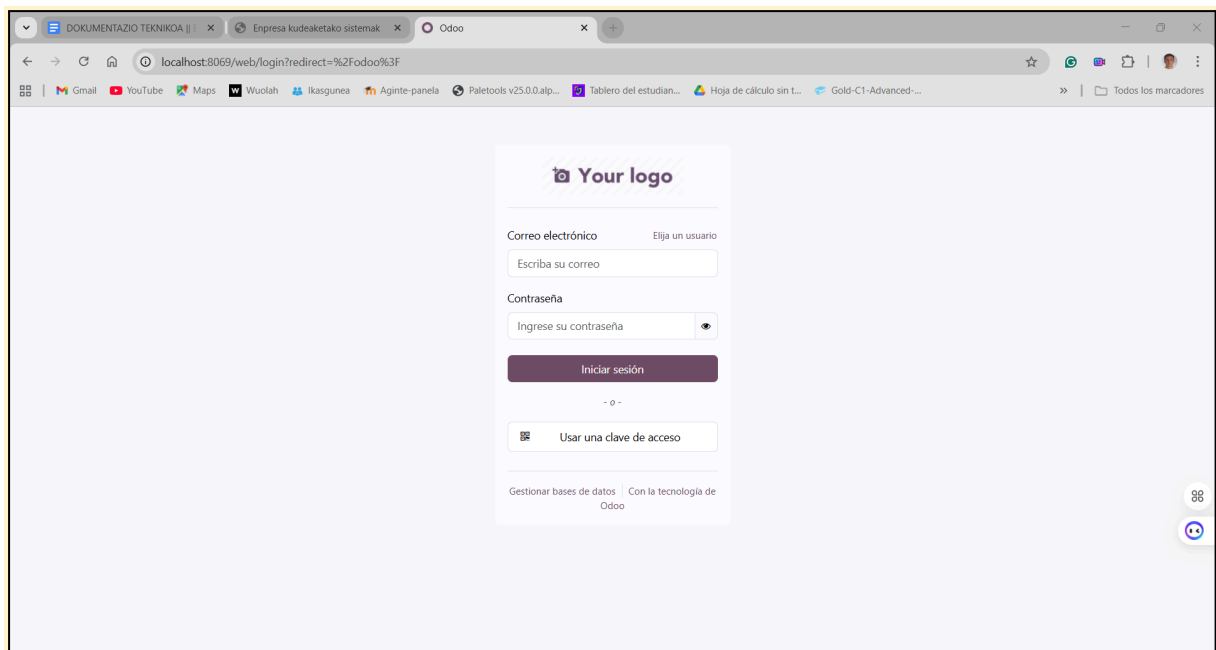 DOKUMENTAZIO TEKNIKOA ||
Enpresa kudeaketako sistemak
Odoo
localhost:8069/web/login?redirect=%2Fodoo%3F
Gmail YouTube Maps Wuolah Ikasgunea Aginte-panela Paletools v25.0.0.alp... Tablero del estudian... Hoja de cálculo sin t... Gold-C1-Advanced-... » Todos los marcadores
Your logo
Correo electrónico Elija un usuario
Escriba su correo
Contraseña
Ingrese su contraseña
Iniciar sesión
- o -
Usar una clave de acceso
Gestionar bases de datos Con la tecnología de
Odoo